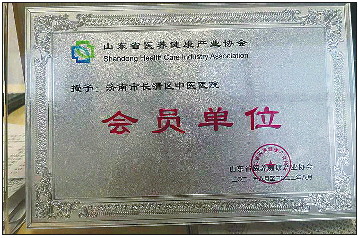 山东省医养健康产业协会
Shandong Health Care Industry Association
授予：济南市长清区中医医院
会员单位
山东省医养健康产业协会